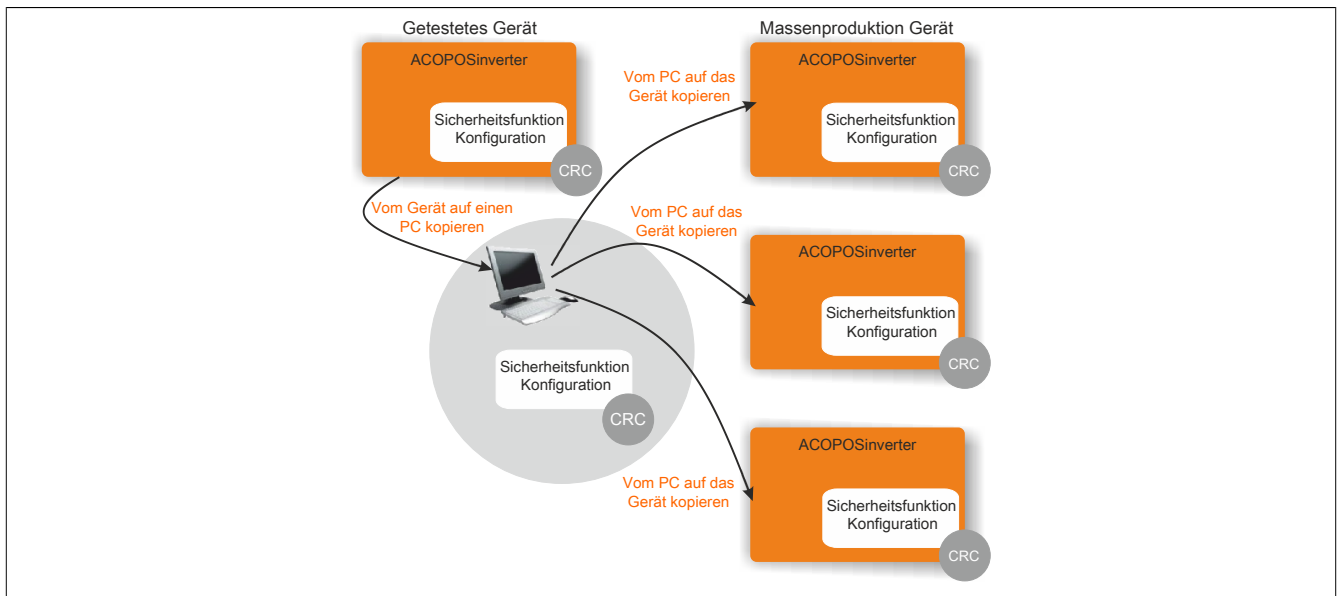 Getestetes Gerät
ACOPOSinverter
Sicherheitsfunktion
Konfiguration
CRC
Vom Gerät auf einen
PC kopieren
Sicherheitsfunktion
Konfiguration
CRC
Massenproduktion Gerät
Vom PC auf das
Gerät kopieren
ACOPOSinverter
Sicherheitsfunktion
Konfiguration
CRC
Vom PC auf das
Gerät kopieren
ACOPOSinverter
Sicherheitsfunktion
Konfiguration
CRC
Vom PC auf das
Gerät kopieren
ACOPOSinverter
Sicherheitsfunktion
Konfiguration
CRC